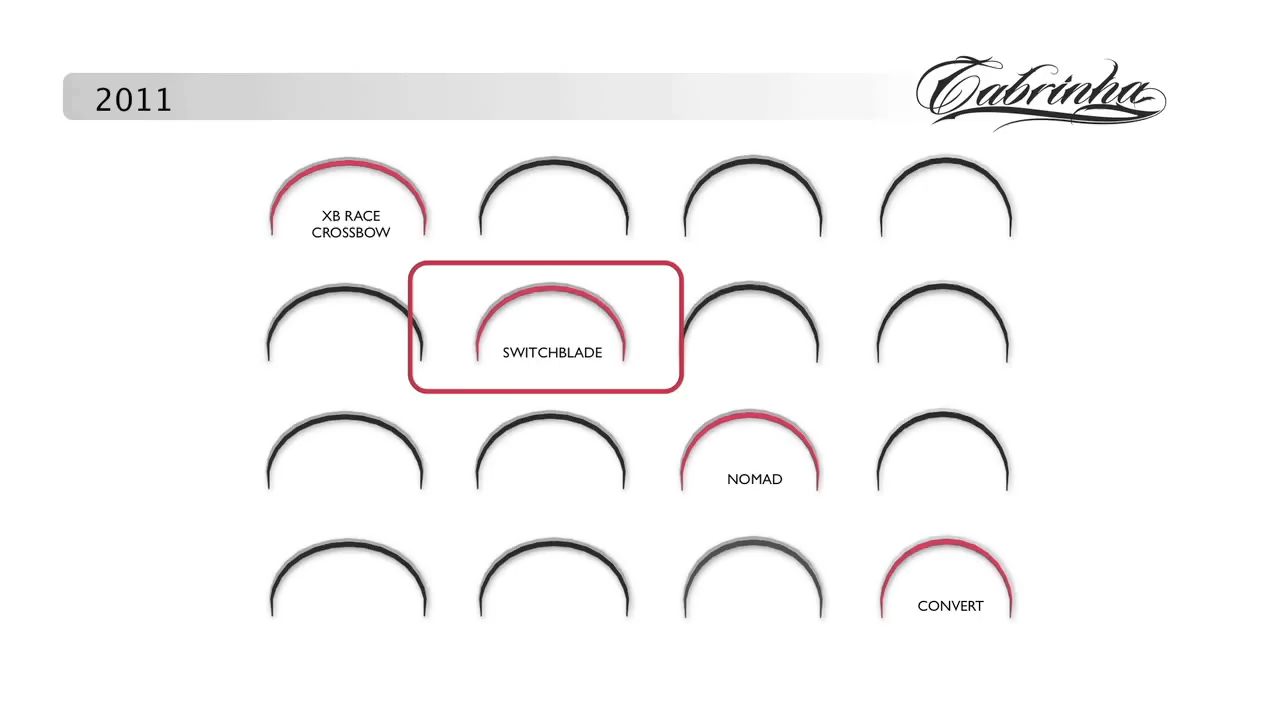 2011
Cabrinha
XB RACE
CROSSBOW
SWITCHBLADE
NOMAD
CONVERT